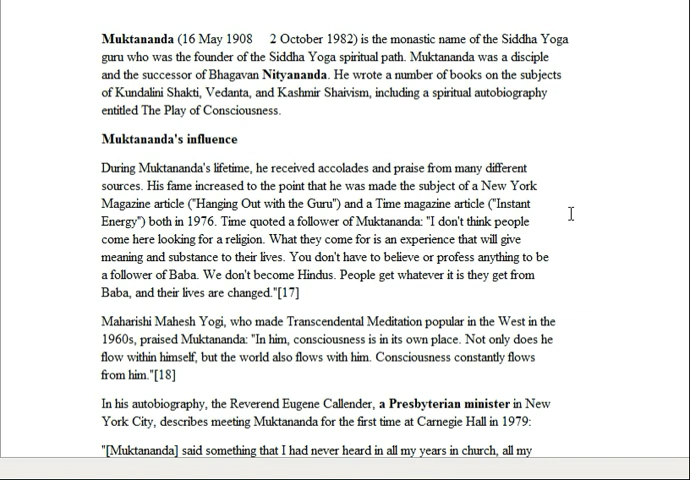 Muktananda (16 May 1908 2 October 1982) is the monastic name of the Siddha Yoga
guru who was the founder of the Siddha Yoga spiritual path. Muktananda was a disciple
and the successor of Bhagavan Nityananda. He wrote a number of books on the subjects
of Kundalini Shakti, Vedanta, and Kashmir Shaivism, including a spiritual autobiography
entitled The Play of Consciousness.
Muktananda's influence
During Muktananda's lifetime, he received accolades and praise from many different
sources. His fame increased to the point that he was made the subject of a New York
Magazine article ("Hanging Out with the Guru") and a Time magazine article ("Instant
Energy") both in 1976. Time quoted a follower of Muktananda: "I don't think people
come here looking for a religion. What they come for is an experience that will give
meaning and substance to their lives. You don't have to believe or profess anything to be
a follower of Baba. We don't become Hindus. People get whatever it is they get from
Baba, and their lives are changed."[17]
Maharishi Mahesh Yogi, who made Transcendental Meditation popular in the West in the
1960s, praised Muktananda: "In him, consciousness is in its own place. Not only does he
flow within himself, but the world also flows with him. Consciousness constantly flows
from him."[18]
In his autobiography, the Reverend Eugene Callender, a Presbyterian minister in New
York City, describes meeting Muktananda for the first time at Carnegie Hall in 1979:
"[Muktananda] said something that I had never heard in all my years in church, all my